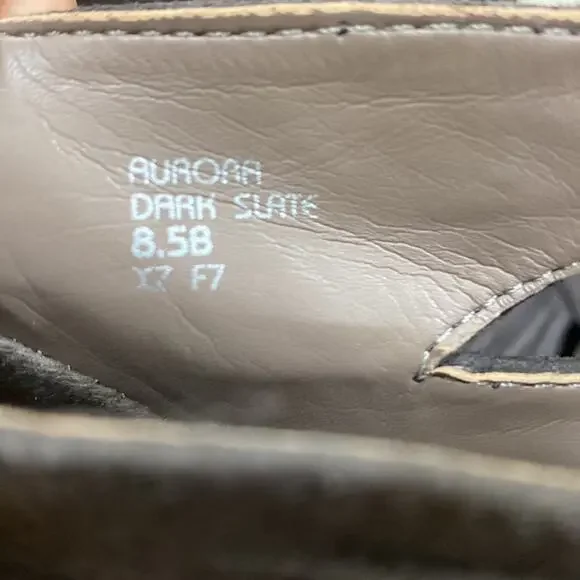 AURORA
DARK SLATE
8.5B
X7 F7